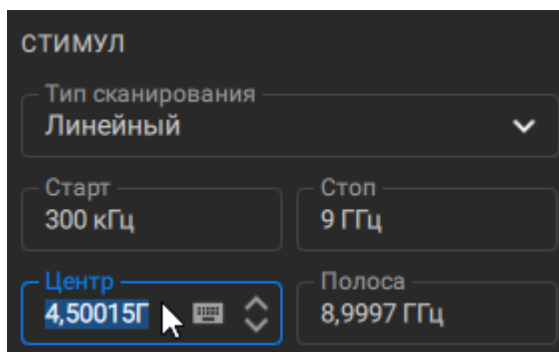 СТИМУЛ
Тип сканирования
Линейный
Старт Стоп
300 кГц 9 ГГц
Центр Полоса
4,50015Г 8,9997 ГГц